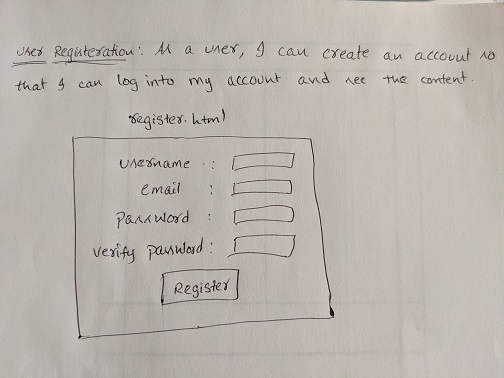 User Registeration: As a user, I can create an account so
that I can log into my account and see the content.
register.html
username :
email :
password :
verify password :
Register